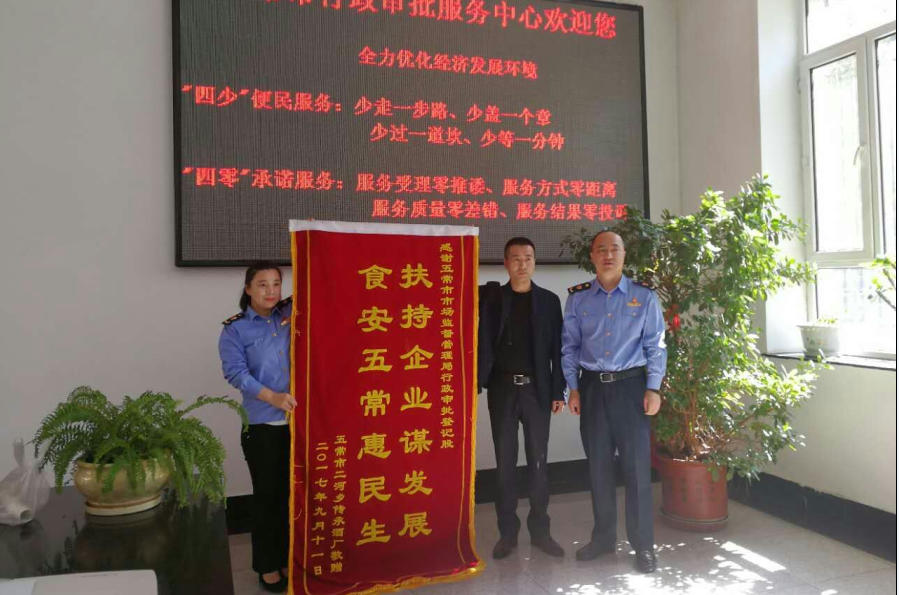 市行政审批服务中心欢迎您
全力优化经济发展环境
"四少"便民服务：少走一步路、少盖一个章
少过一道坎、少等一分钟
"四零"承诺服务：服务受理零推诿、服务方式零距离
服务质量零差错、服务结果零投
感谢五常市市场监督管理局行政审批登记股
扶持企业谋发展
食安五常惠民生
五常市二河乡传承酒厂敬赠
二〇一七年九月十一日